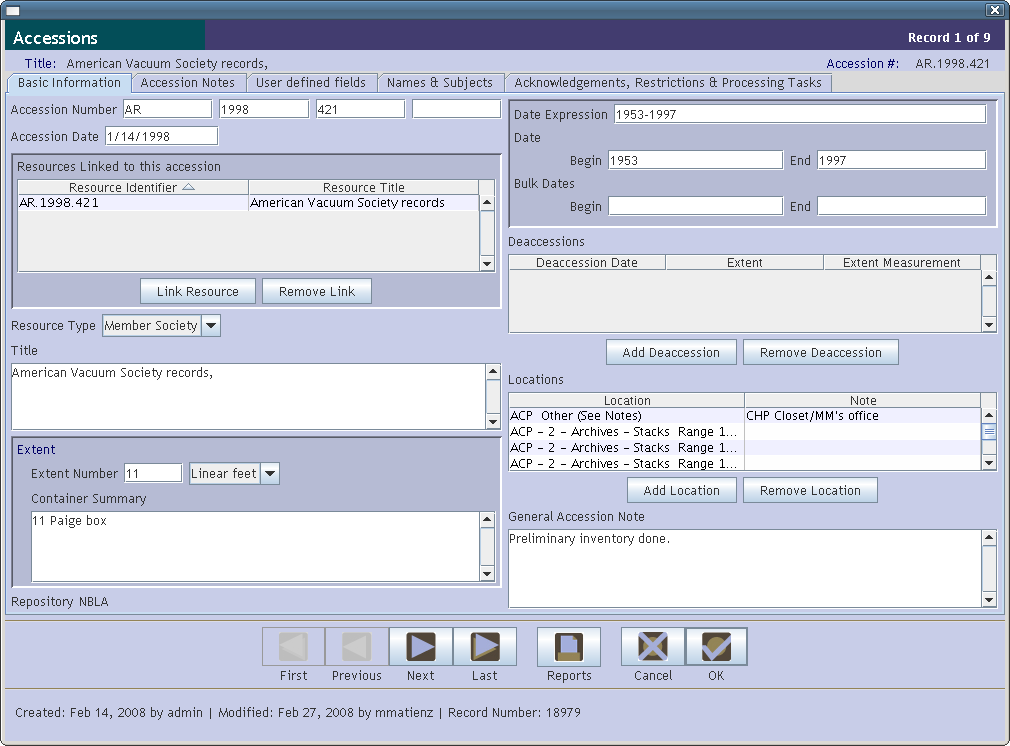 Accessions
Record 1 of 9
Title: American Vacuum Society records,
Accession #: AR.1998.421
Basic Information
Accession Notes
User defined fields
Names & Subjects
Acknowledgements, Restrictions & Processing Tasks
Accession Number AR 1998 421
Accession Date 1/14/1998
Resources Linked to this accession
Resource Identifier Resource Title
AR.1998.421 American Vacuum Society records
Link Resource Remove Link
Resource Type Member Society
Title
American Vacuum Society records,
Extent
Extent Number 11 Linear feet
Container Summary
11 Paige box
Repository NBLA
Date Expression 1953-1997
Date
Begin 1953 End 1997
Bulk Dates
Begin End
Deaccessions
Deaccession Date Extent Extent Measurement
Add Deaccession Remove Deaccession
Locations
Location Note
ACP Other (See Notes) CHP Closet/MM's office
ACP - 2 - Archives - Stacks Range 1...
ACP - 2 - Archives - Stacks Range 1...
ACP - 2 - Archives - Stacks Range 1...
Add Location Remove Location
General Accession Note
Preliminary inventory done.
First Previous Next Last Reports Cancel OK
Created: Feb 14, 2008 by admin | Modified: Feb 27, 2008 by mmatienz | Record Number: 18979